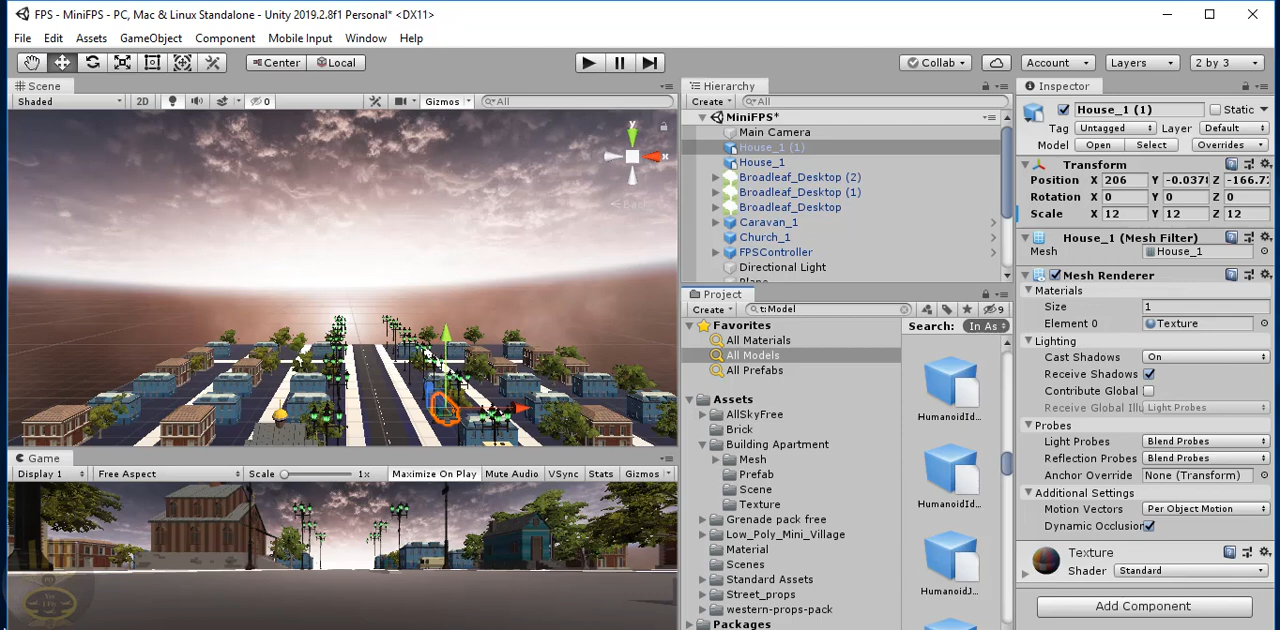 FPS - MiniFPS - PC, Mac & Linux Standalone - Unity 2019.2.8f1 Personal* <DX11>
File Edit Assets GameObject Component Mobile Input Window Help
Center Local Collab Account Layers 2 by 3
Scene
Shaded 2D 0 Gizmos All
y
x
Back
Game
Display 1 Free Aspect Scale 1x Maximize On Play Mute Audio VSync Stats Gizmos
Hierarchy
Create All
MiniFPS*
Main Camera
House_1 (1)
House_1
Broadleaf_Desktop (2)
Broadleaf_Desktop (1)
Broadleaf_Desktop
Caravan_1
Church_1
FPSController
Directional Light
Plane
Project
Create t:Model 9
Favorites
All Materials
All Models
All Prefabs
Assets
AllSkyFree
Brick
Building Apartment
Mesh
Prefab
Scene
Texture
Grenade pack free
Low_Poly_Mini_Village
Material
Scenes
Standard Assets
Street_props
western-props-pack
Packages
Search: In As
HumanoidId...
HumanoidId...
HumanoidJ...
Inspector
House_1 (1) Static
Tag Untagged Layer Default
Model Open Select Overrides
Transform
Position X 206 Y -0.0378 Z -166.7
Rotation X 0 Y 0 Z 0
Scale X 12 Y 12 Z 12
House_1 (Mesh Filter)
Mesh House_1
Mesh Renderer
Materials
Size 1
Element 0 Texture
Lighting
Cast Shadows On
Receive Shadows
Contribute Global
Receive Global Illu Light Probes
Probes
Light Probes Blend Probes
Reflection Probes Blend Probes
Anchor Override None (Transform)
Additional Settings
Motion Vectors Per Object Motion
Dynamic Occlusion
Texture
Shader Standard
Add Component